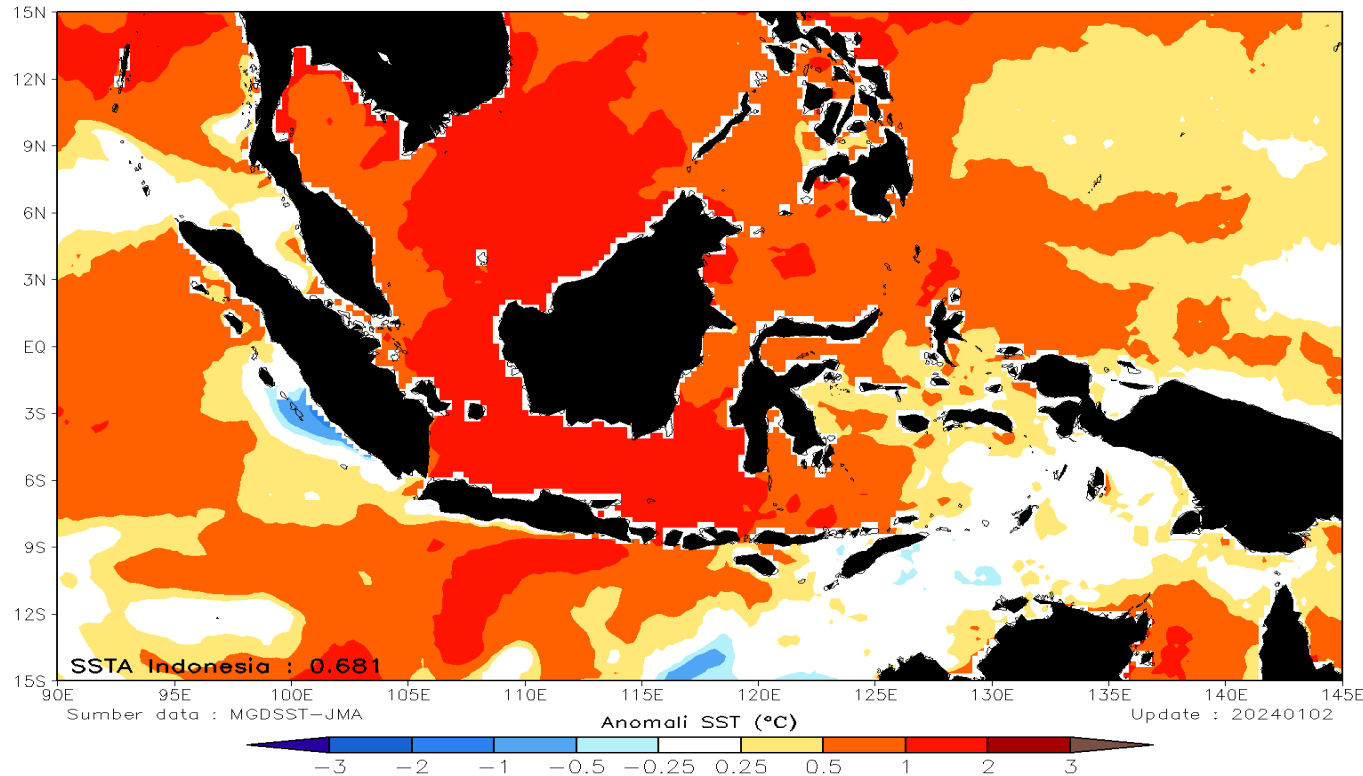 15N
12N
9N
6N
3N
EQ
3S
6S
9S
12S
15S
SSTA Indonesia : 0.681
90E 95E 100E 105E 110E 115E 120E 125E 130E 135E 140E 145E
Sumber data : MGDSST-JMA
Anomali SST (°C)
Update : 20240102
-3 -2 -1 -0.5 -0.25 0.25 0.5 1 2 3